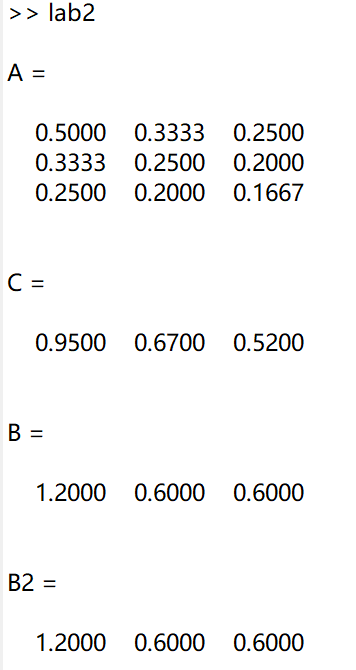 >> lab2
A =
0.5000 0.3333 0.2500
0.3333 0.2500 0.2000
0.2500 0.2000 0.1667
C =
0.9500 0.6700 0.5200
B =
1.2000 0.6000 0.6000
B2 =
1.2000 0.6000 0.6000